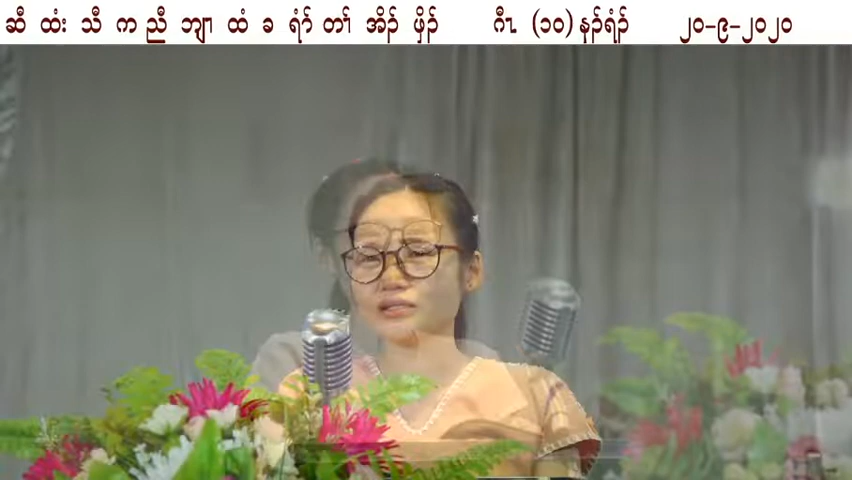 ဆီ ထံး သီ က ညီ ဘျၢ ထံ ခ ရံာ် တၢ် အိၣ် ဖှိၣ် ဂီၤ (၁၀) နၣ်ရံၣ် ၂၀-၉-၂၀၂၀